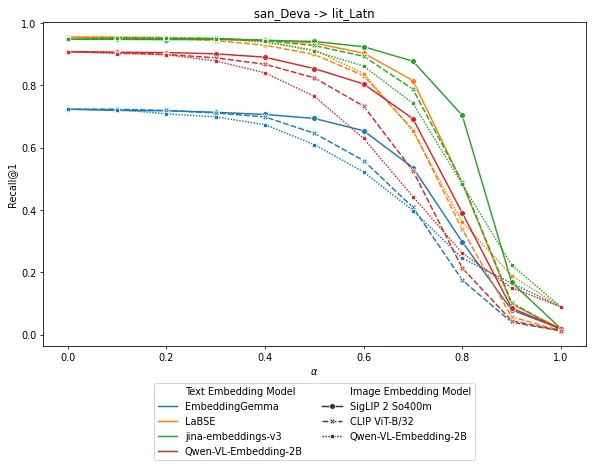 san_Deva -> lit_Latn
1.0
0.8
0.6
0.4
0.2
0.0
Recall@1
0.0 0.2 0.4 0.6 0.8 1.0
α
Text Embedding Model Image Embedding Model
EmbeddingGemma SigLIP 2 So400m
LaBSE CLIP ViT-B/32
jina-embeddings-v3 Qwen-VL-Embedding-2B
Qwen-VL-Embedding-2B